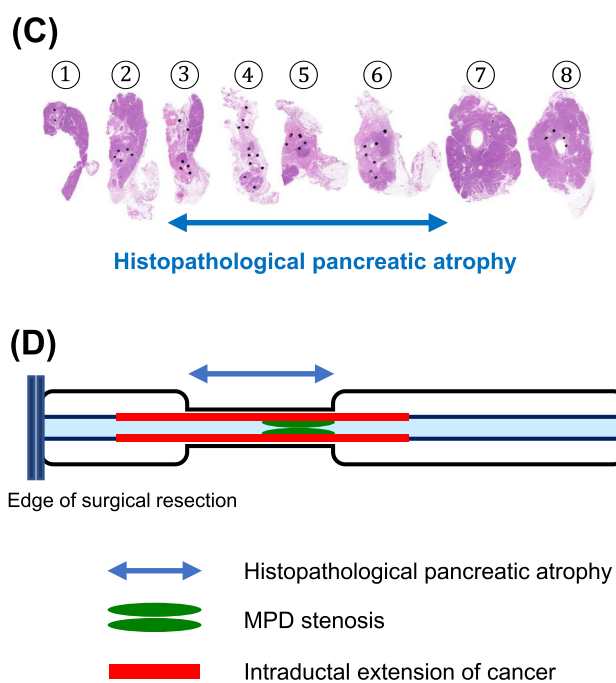 (C)
① ② ③ ④ ⑤ ⑥ ⑦ ⑧
Histopathological pancreatic atrophy
(D)
Edge of surgical resection
Histopathological pancreatic atrophy
MPD stenosis
Intraductal extension of cancer